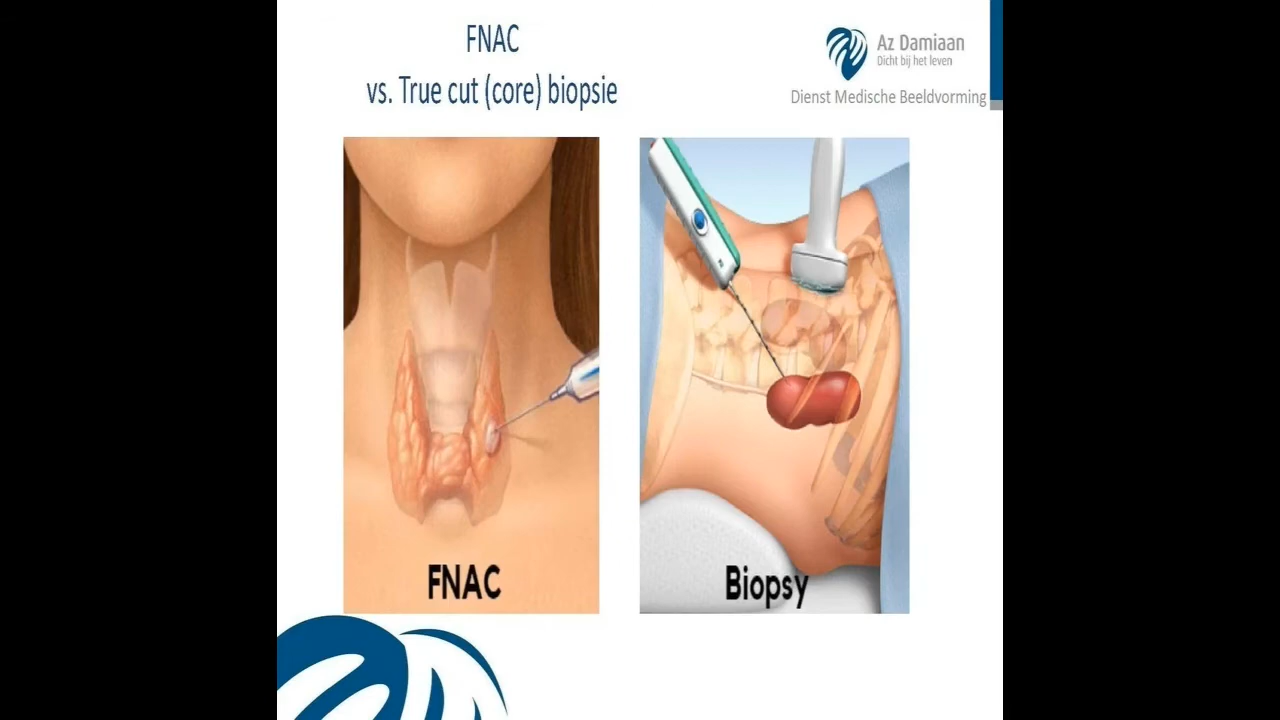 FNAC
vs. True cut (core) biopsie
Az Damiaan
Dicht bij het leven
Dienst Medische Beeldvorming
FNAC
Biopsy